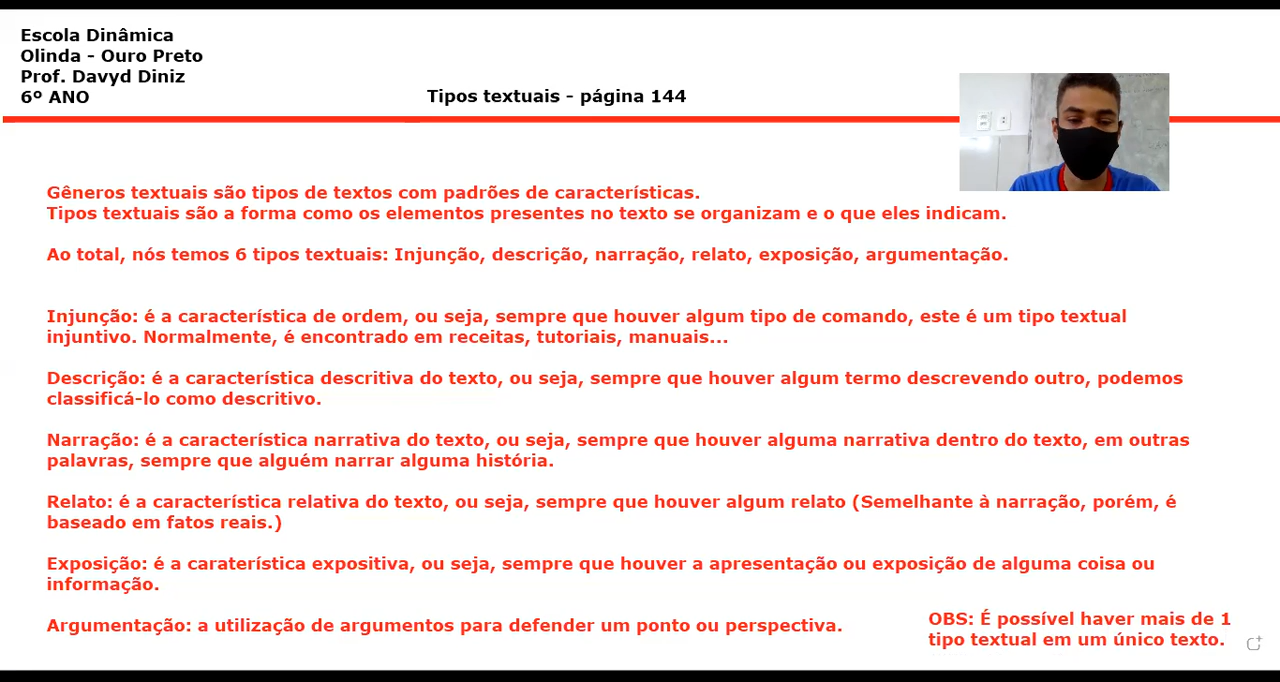 Escola Dinâmica
Olinda - Ouro Preto
Prof. Davyd Diniz
6º ANO
Tipos textuais - página 144
Gêneros textuais são tipos de textos com padrões de características.
Tipos textuais são a forma como os elementos presentes no texto se organizam e o que eles indicam.
Ao total, nós temos 6 tipos textuais: Injunção, descrição, narração, relato, exposição, argumentação.
Injunção: é a característica de ordem, ou seja, sempre que houver algum tipo de comando, este é um tipo textual
injuntivo. Normalmente, é encontrado em receitas, tutoriais, manuais...
Descrição: é a característica descritiva do texto, ou seja, sempre que houver algum termo descrevendo outro, podemos
classificá-lo como descritivo.
Narração: é a característica narrativa do texto, ou seja, sempre que houver alguma narrativa dentro do texto, em outras
palavras, sempre que alguém narrar alguma história.
Relato: é a característica relativa do texto, ou seja, sempre que houver algum relato (Semelhante à narração, porém, é
baseado em fatos reais.)
Exposição: é a caraterística expositiva, ou seja, sempre que houver a apresentação ou exposição de alguma coisa ou
informação.
Argumentação: a utilização de argumentos para defender um ponto ou perspectiva.
OBS: É possível haver mais de 1
tipo textual em um único texto.